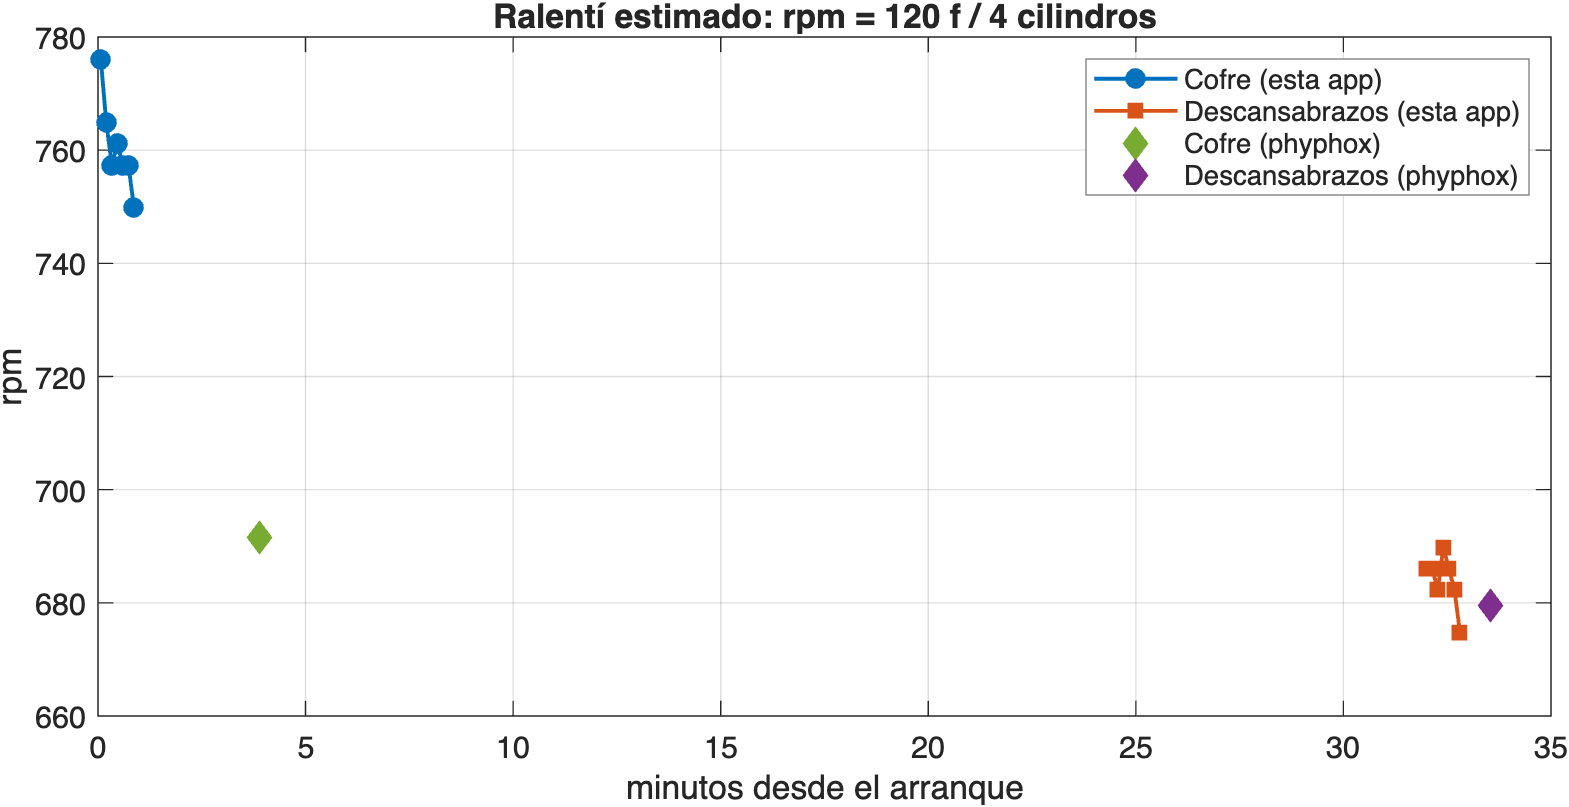 Ralentí estimado: rpm = 120 f / 4 cilindros
780
760
740
720
700
680
660
rpm
Cofre (esta app)
Descansabrazos (esta app)
Cofre (phyphox)
Descansabrazos (phyphox)
0 5 10 15 20 25 30 35
minutos desde el arranque